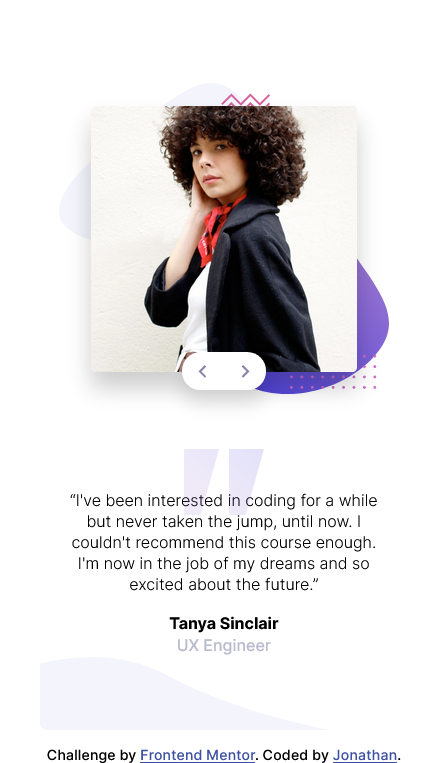 “I've been interested in coding for a while
but never taken the jump, until now. I
couldn't recommend this course enough.
I'm now in the job of my dreams and so
excited about the future.”
Tanya Sinclair
UX Engineer
Challenge by Frontend Mentor. Coded by Jonathan.